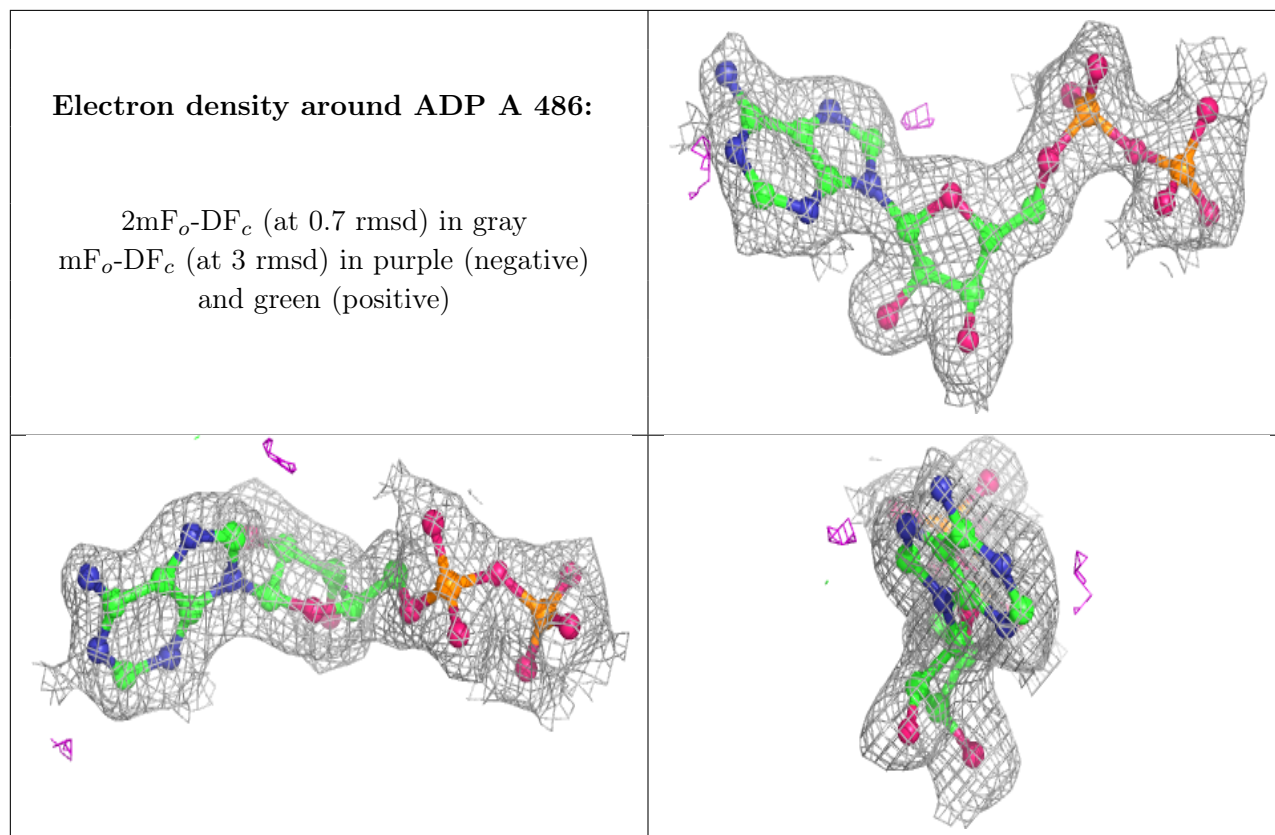 Electron density around ADP A 486:
2mFo-DFc (at 0.7 rmsd) in gray
mFo-DFc (at 3 rmsd) in purple (negative)
and green (positive)